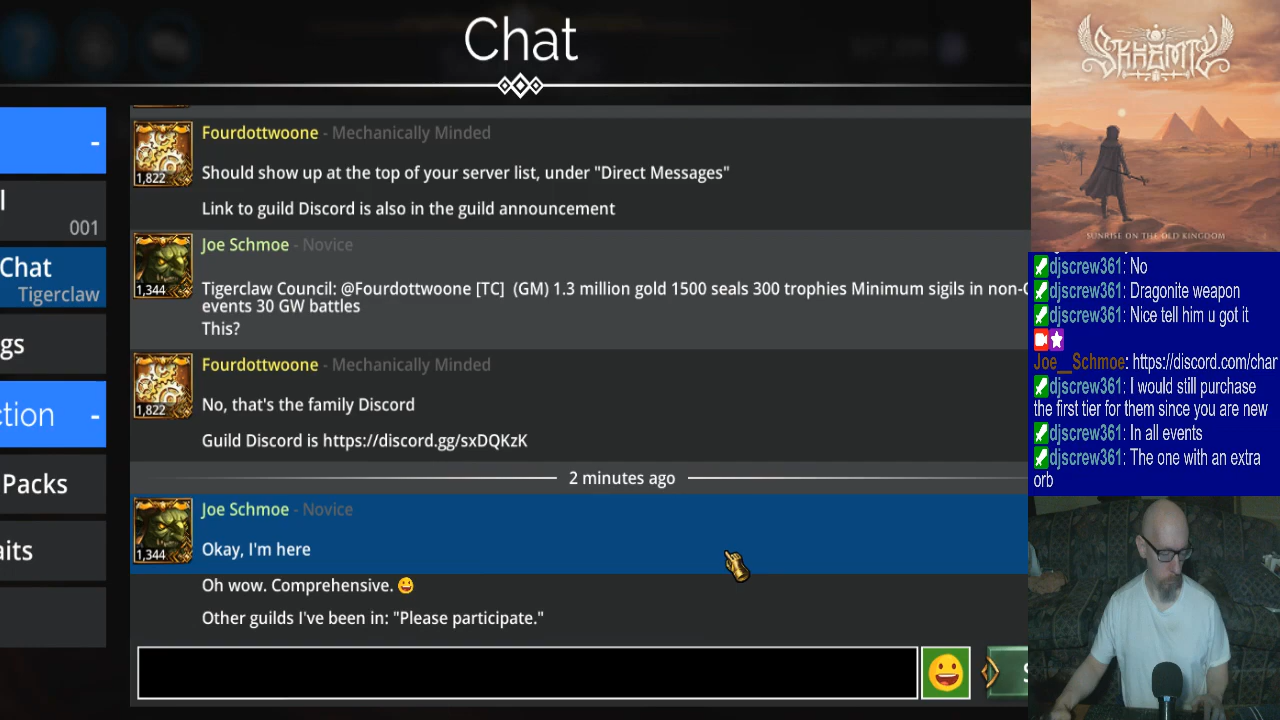 Chat
-
l
001
Chat
Tigerclaw
gs
ction -
Packs
aits
Fourdottwoone - Mechanically Minded
1,822
Should show up at the top of your server list, under "Direct Messages"
Link to guild Discord is also in the guild announcement
Joe Schmoe - Novice
1,344
Tigerclaw Council: @Fourdottwoone [TC] (GM) 1.3 million gold 1500 seals 300 trophies Minimum sigils in non-
events 30 GW battles
This?
Fourdottwoone - Mechanically Minded
1,822
No, that's the family Discord
Guild Discord is https://discord.gg/sxDQKzK
2 minutes ago
Joe Schmoe - Novice
1,344
Okay, I'm here
Oh wow. Comprehensive. 😀
Other guilds I've been in: "Please participate."
SKHEMTY
SUNRISE ON THE OLD KINGDOM
djscrew361: No
djscrew361: Dragonite weapon
djscrew361: Nice tell him u got it
Joe__Schmoe: https://discord.com/char
djscrew361: I would still purchase
the first tier for them since you are new
djscrew361: In all events
djscrew361: The one with an extra
orb